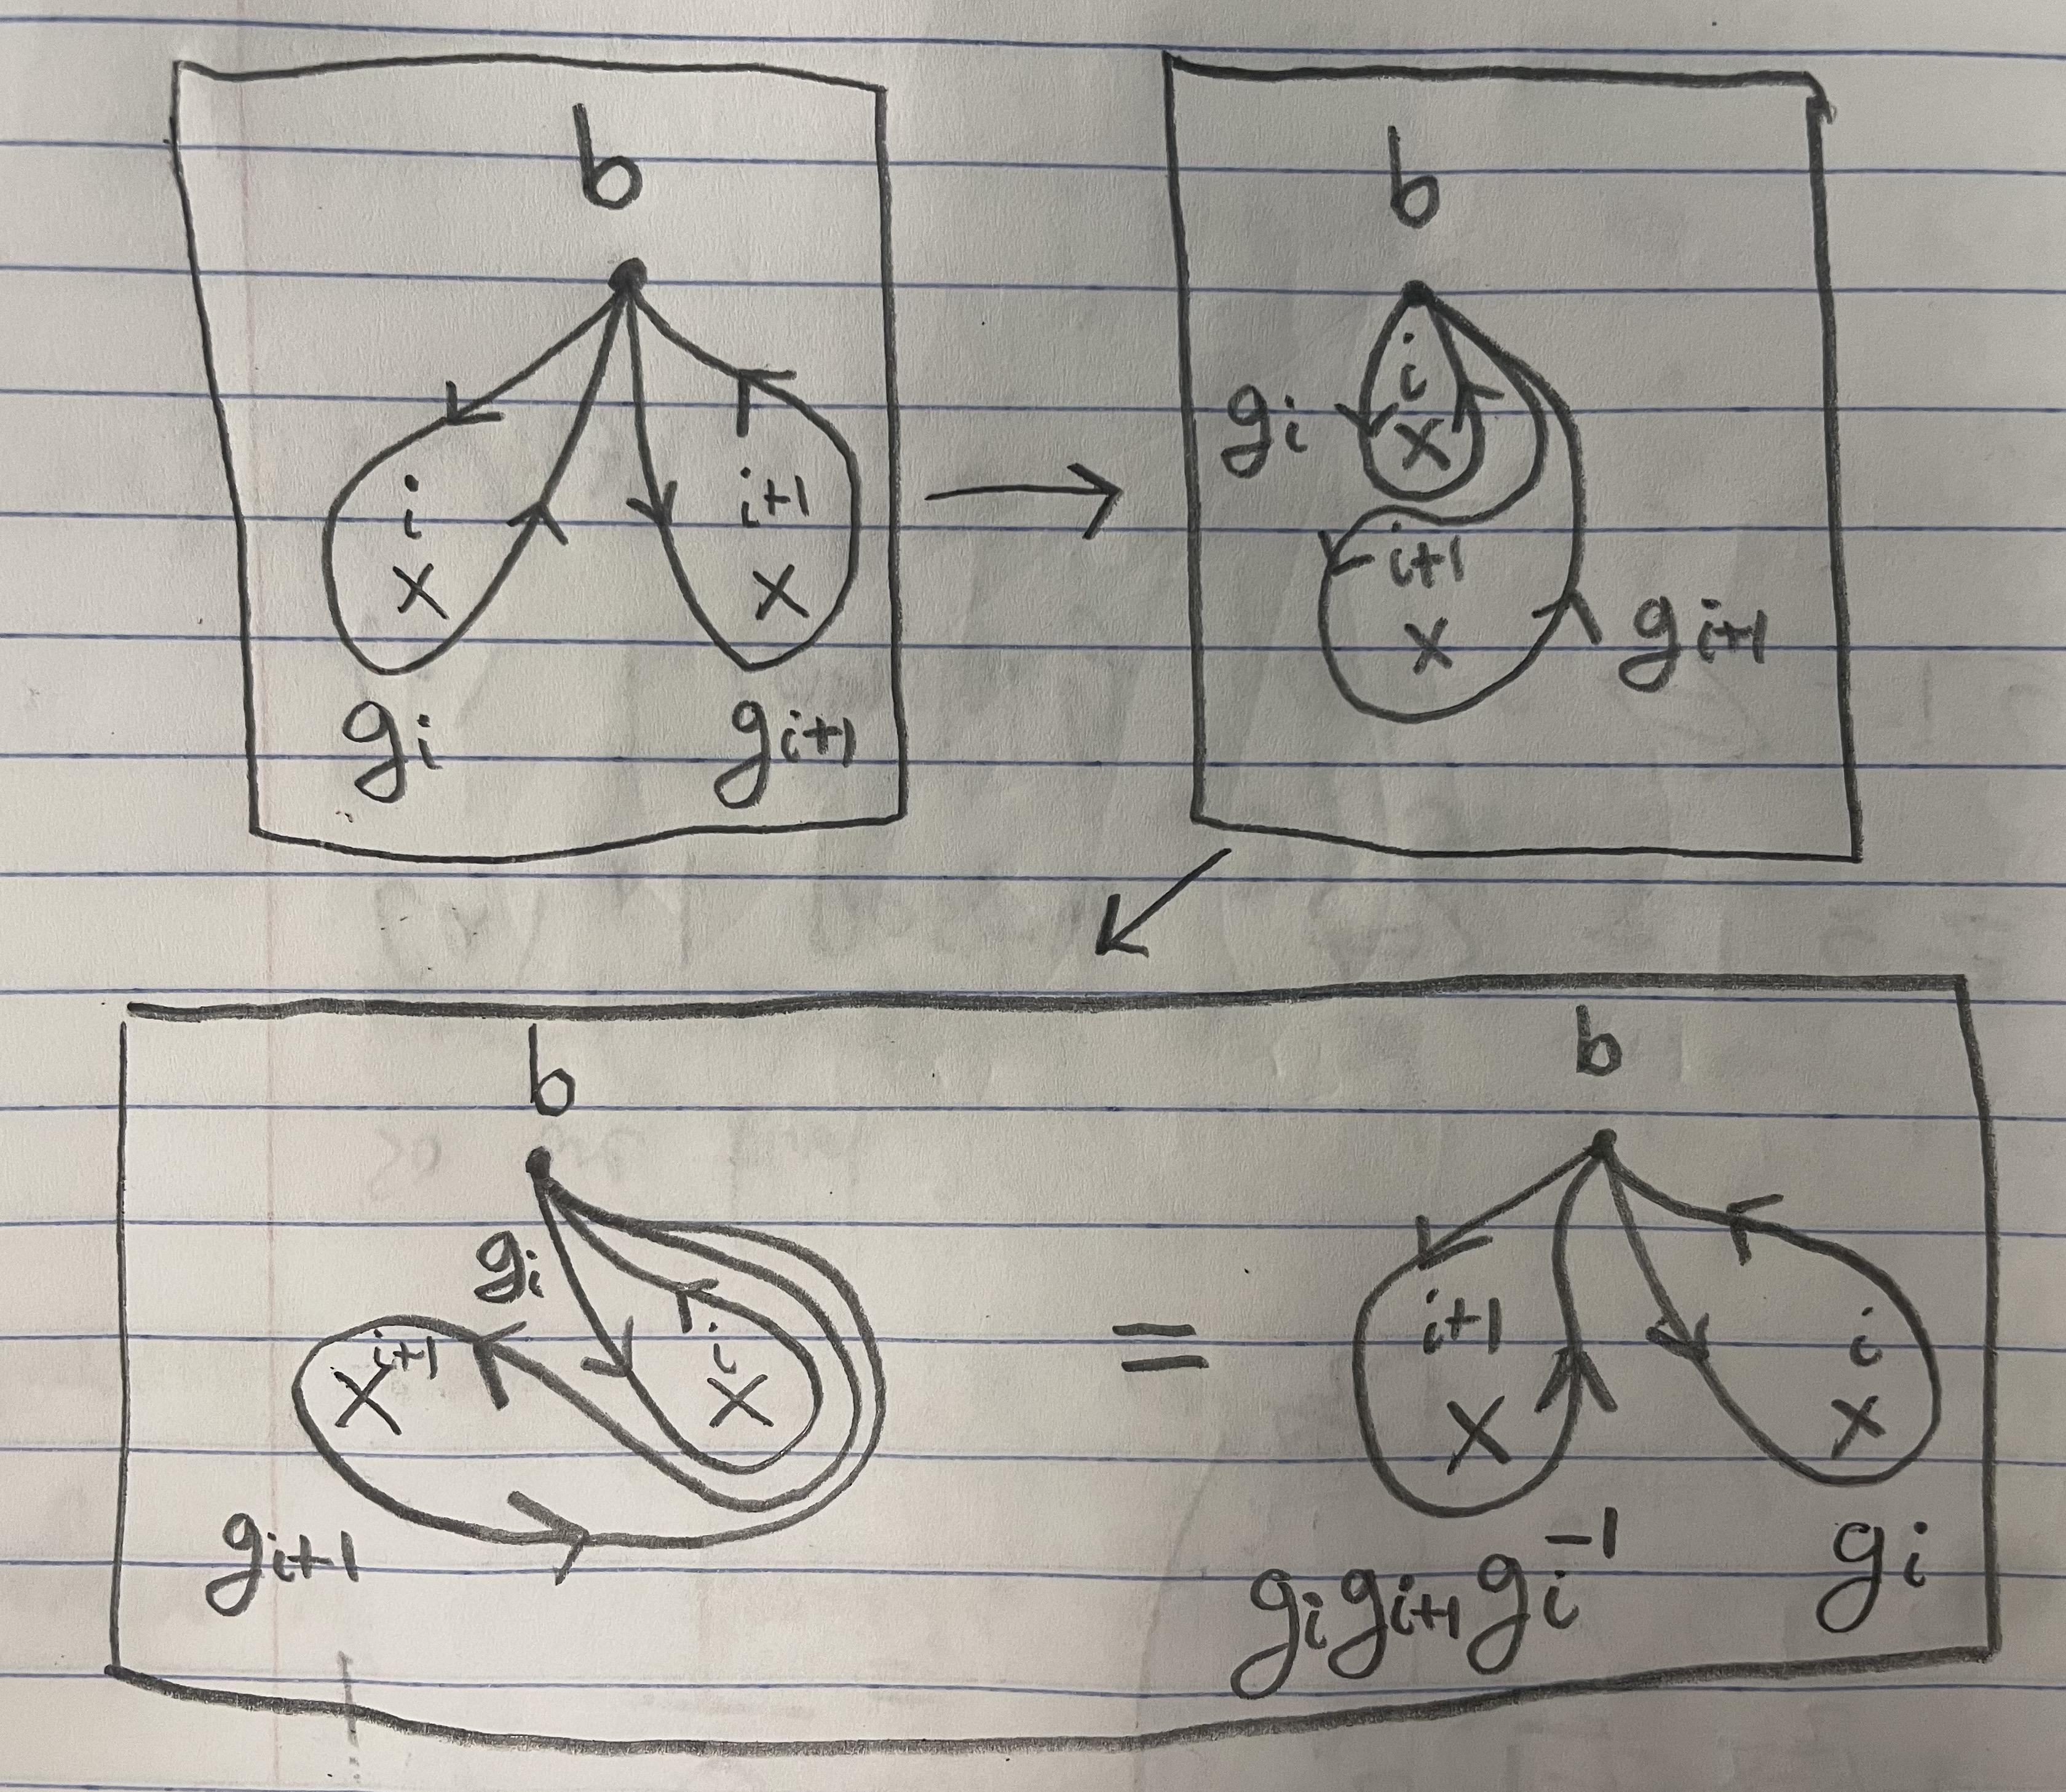 b
i
i+1
x
x
g_i
g_{i+1}
b
i
x
g_i
i+1
x
g_{i+1}
b
g_i
i+1
x
i
x
g_{i+1}
=
b
i+1
x
i
x
g_i g_{i+1} g_i^{-1}
g_i